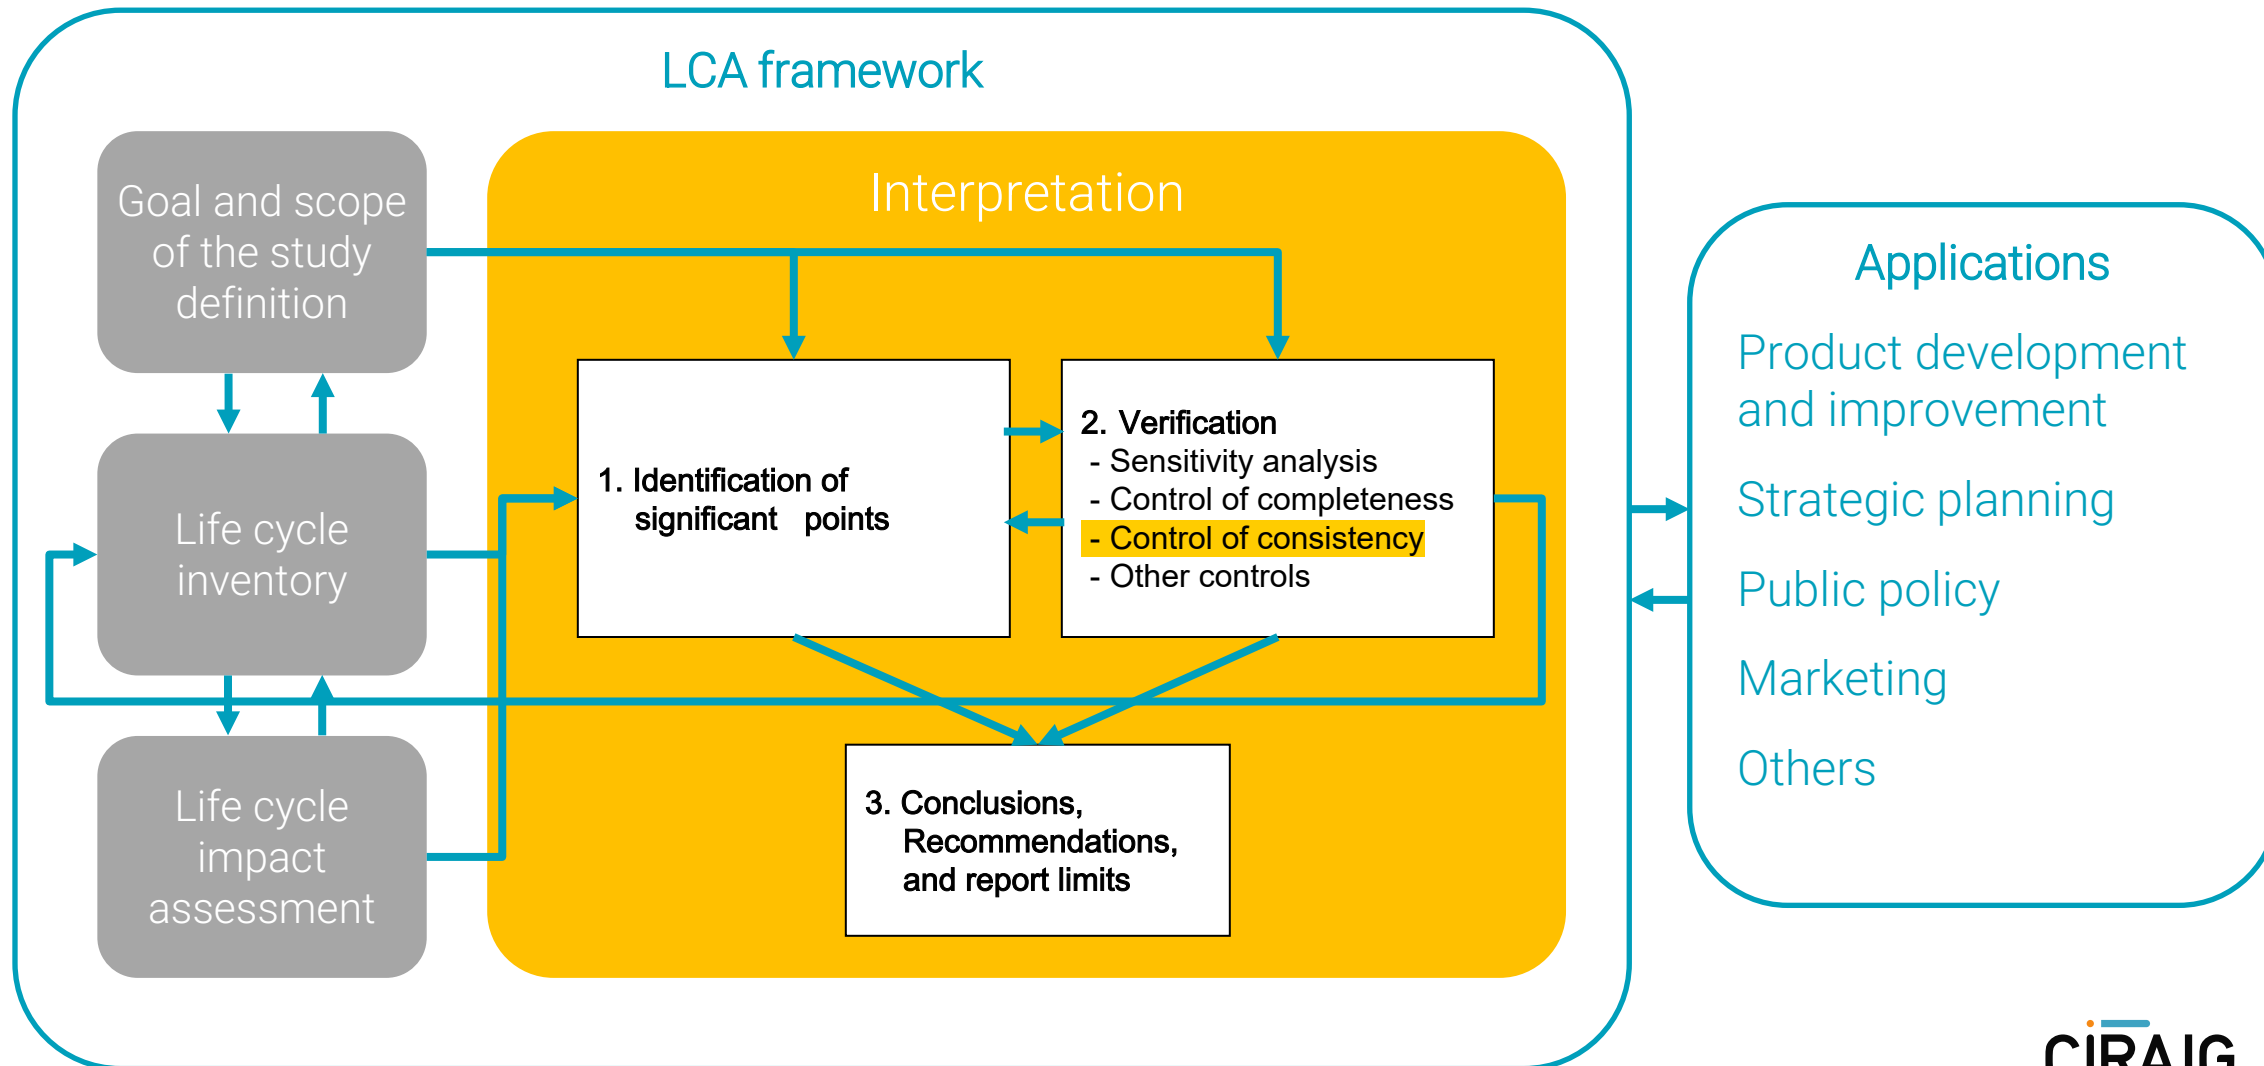 LCA framework
Goal and scope
of the study
definition
Life cycle
inventory
Life cycle
impact
assessment
Interpretation
1. Identification of
significant points
2. Verification
- Sensitivity analysis
- Control of completeness
- Control of consistency
- Other controls
3. Conclusions,
Recommendations,
and report limits
Applications
Product development
and improvement
Strategic planning
Public policy
Marketing
Others
CIRAIG